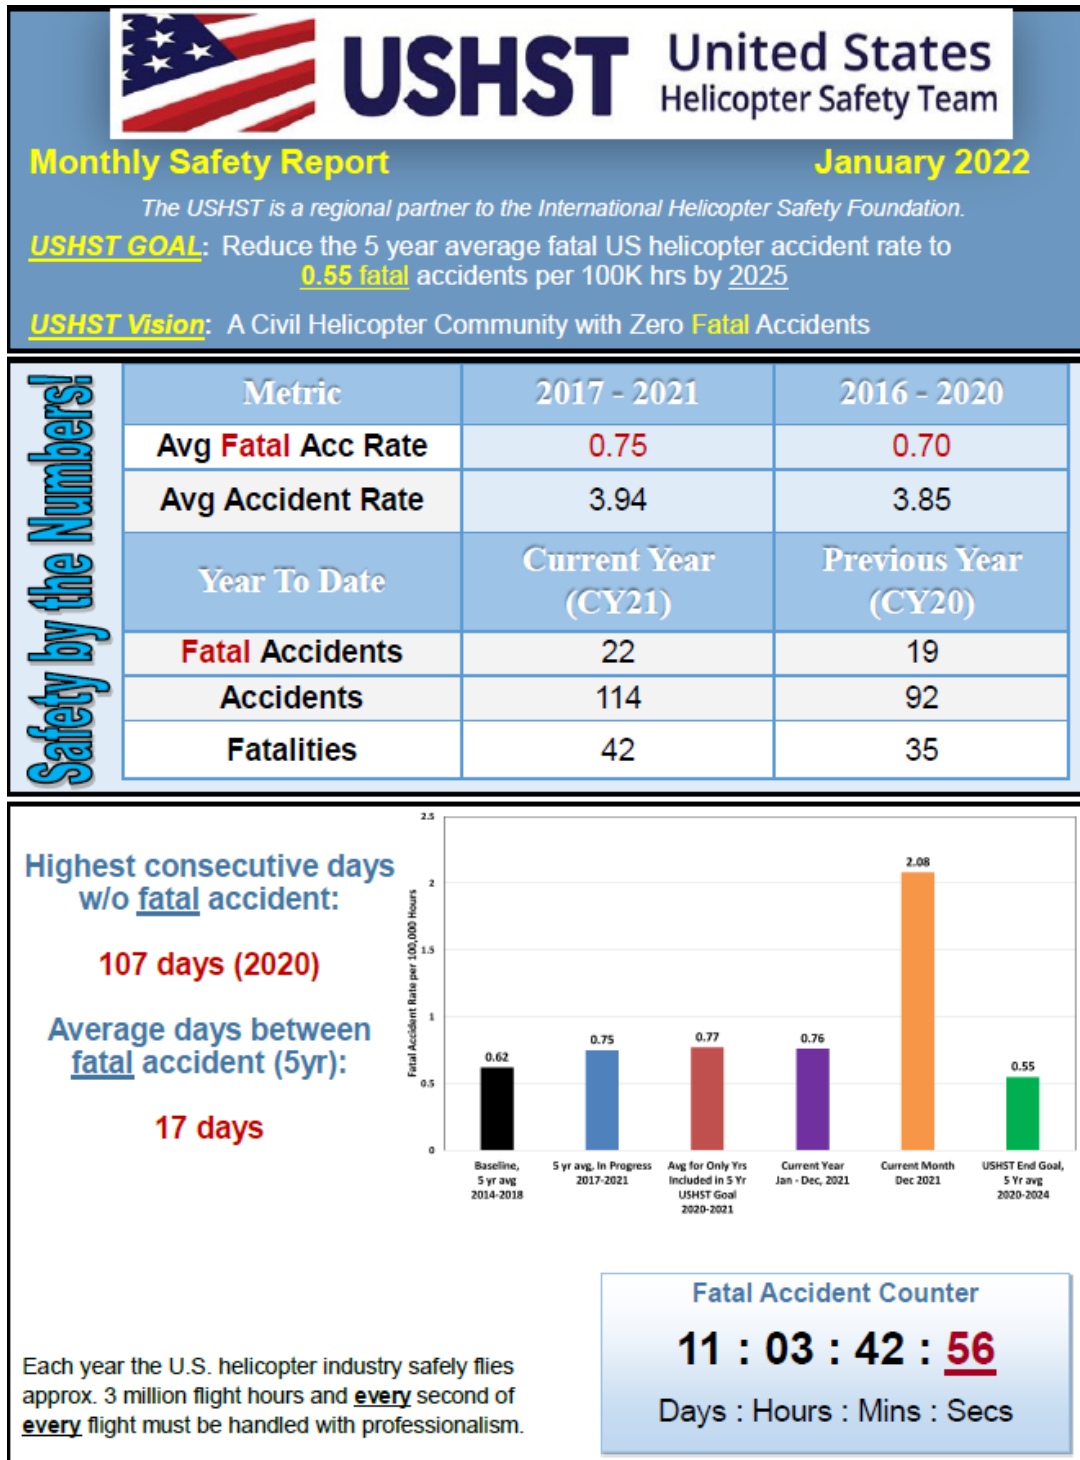 USHST United States
Helicopter Safety Team
Monthly Safety Report January 2022
The USHST is a regional partner to the International Helicopter Safety Foundation.
USHST GOAL: Reduce the 5 year average fatal US helicopter accident rate to
0.55 fatal accidents per 100K hrs by 2025
USHST Vision: A Civil Helicopter Community with Zero Fatal Accidents
Safety by the Numbers!
Metric 2017 - 2021 2016 - 2020
Avg Fatal Acc Rate 0.75 0.70
Avg Accident Rate 3.94 3.85
Year To Date Current Year (CY21) Previous Year (CY20)
Fatal Accidents 22 19
Accidents 114 92
Fatalities 42 35
Highest consecutive days
w/o fatal accident:
107 days (2020)
Average days between
fatal accident (5yr):
17 days
Fatal Accident Rate per 100,000 Hours
2.5
2
1.5
1
0.5
0
0.62
0.75
0.77
0.76
2.08
0.55
Baseline,
5 yr avg
2014-2018
5 yr avg, In Progress
2017-2021
Avg for Only Yrs
Included in 5 Yr
USHST Goal
2020-2021
Current Year
Jan - Dec, 2021
Current Month
Dec 2021
USHST End Goal,
5 Yr avg
2020-2024
Each year the U.S. helicopter industry safely flies
approx. 3 million flight hours and every second of
every flight must be handled with professionalism.
Fatal Accident Counter
11 : 03 : 42 : 56
Days : Hours : Mins : Secs